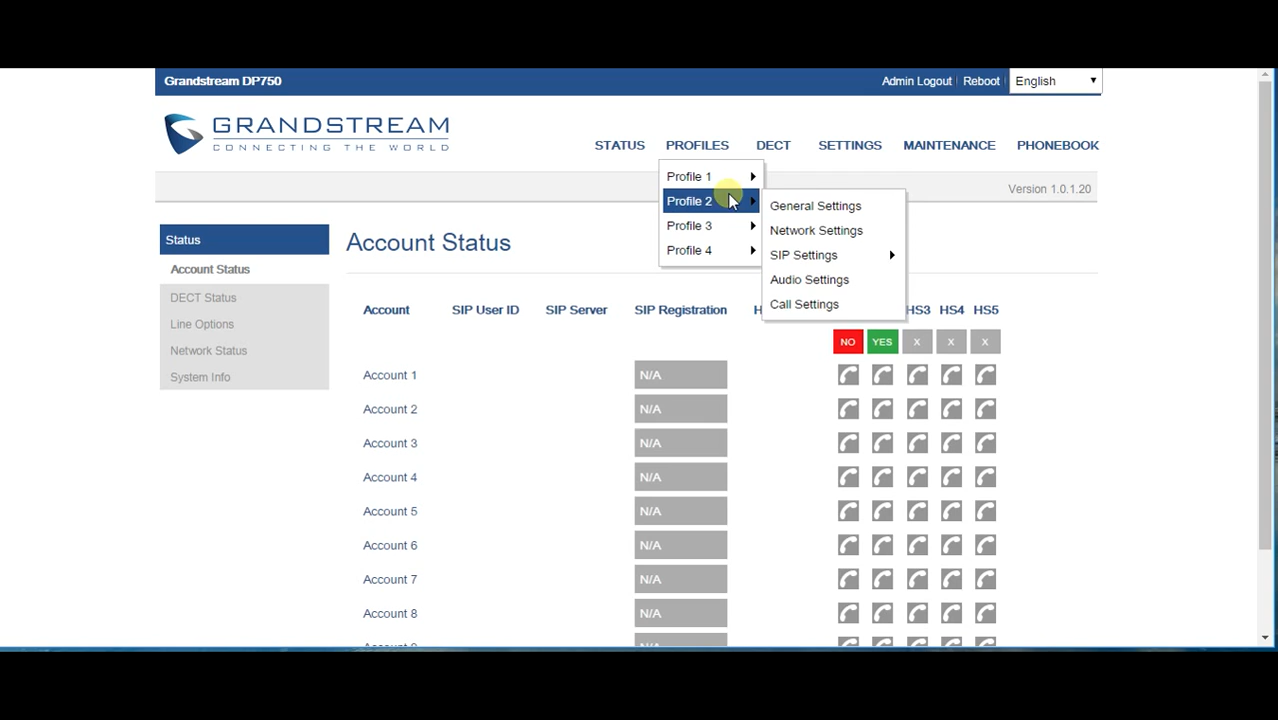 Grandstream DP750
Admin Logout Reboot English
GRANDSTREAM
CONNECTING THE WORLD
STATUS PROFILES DECT SETTINGS MAINTENANCE PHONEBOOK
Version 1.0.1.20
Profile 1
Profile 2
Profile 3
Profile 4
General Settings
Network Settings
SIP Settings
Audio Settings
Call Settings
Status
Account Status
DECT Status
Line Options
Network Status
System Info
Account Status
Account SIP User ID SIP Server SIP Registration HS3 HS4 HS5
NO YES X X X
Account 1 N/A
Account 2 N/A
Account 3 N/A
Account 4 N/A
Account 5 N/A
Account 6 N/A
Account 7 N/A
Account 8 N/A